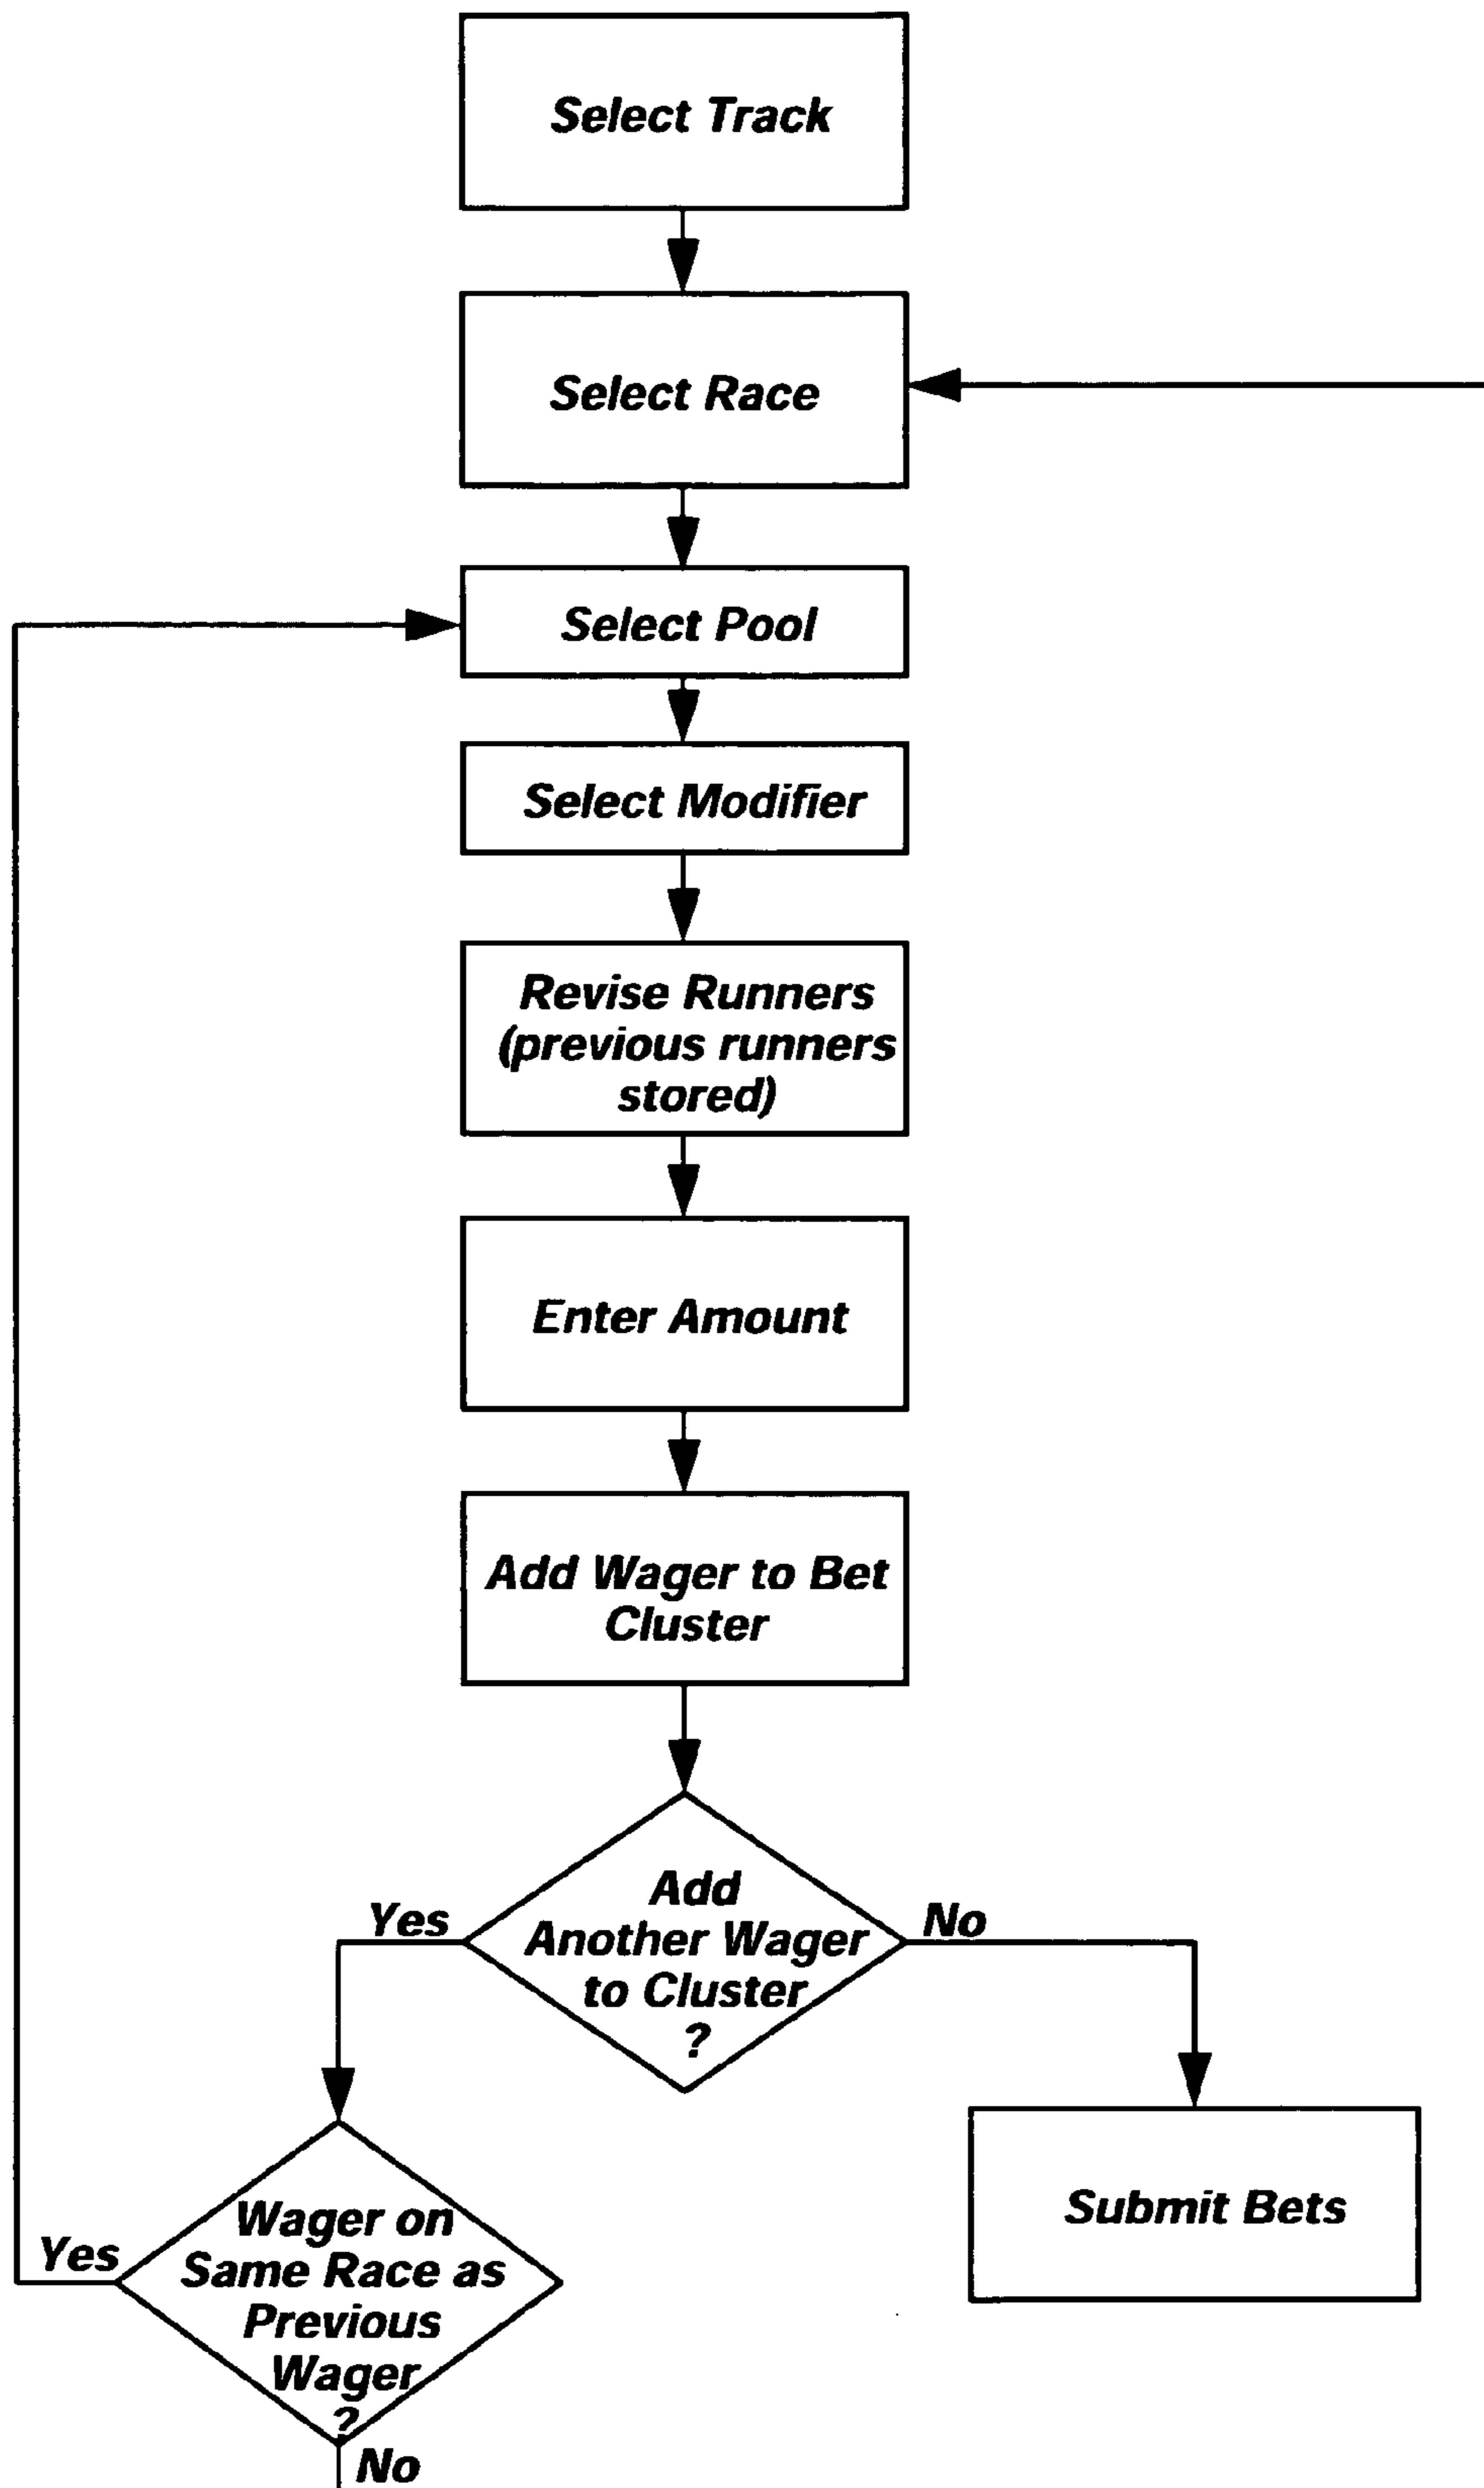 Select Track
Select Race
Select Pool
Select Modifier
Revise Runners
(previous runners
stored)
Enter Amount
Add Wager to Bet
Cluster
Add
Another Wager
to Cluster
?
Yes
No
Submit Bets
Wager on
Same Race as
Previous
Wager
?
Yes
No